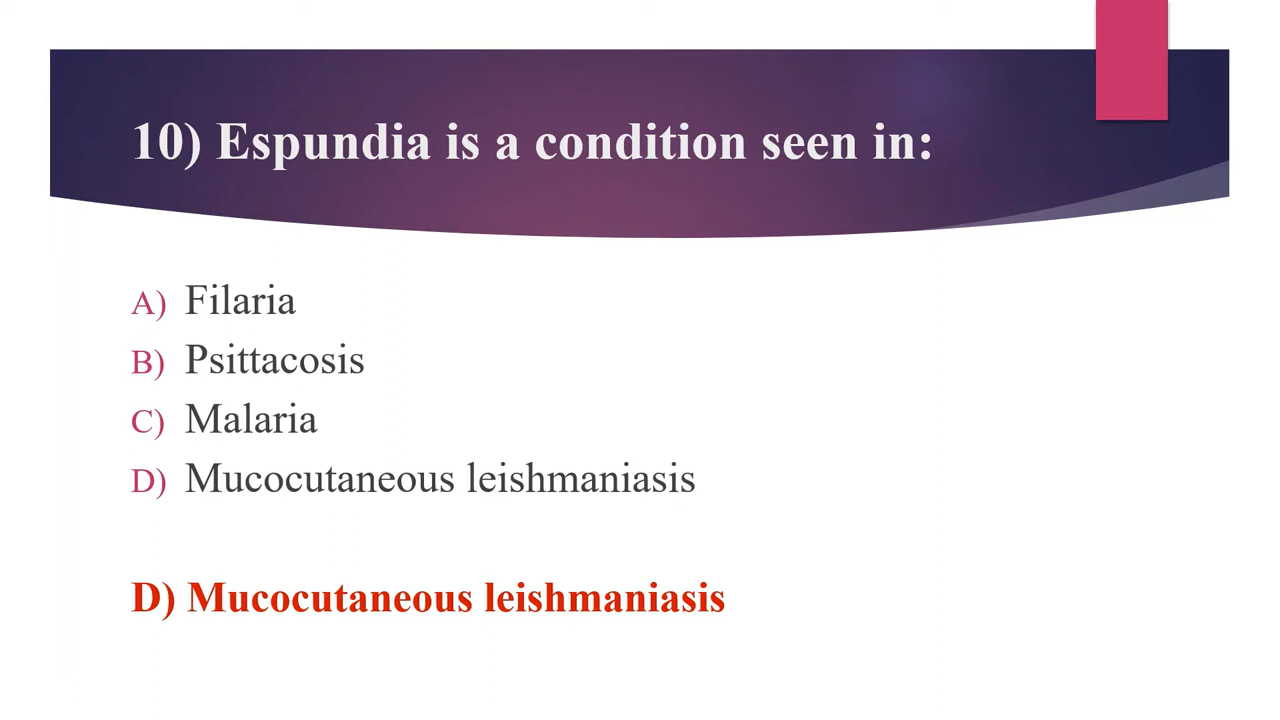 10) Espundia is a condition seen in:
A) Filaria
B) Psittacosis
C) Malaria
D) Mucocutaneous leishmaniasis
D) Mucocutaneous leishmaniasis